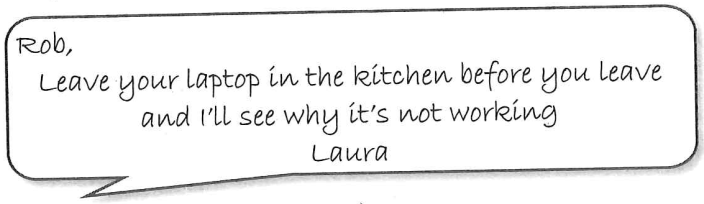 Rob,
Leave your laptop in the kitchen before you leave
and I'll see why it's not working
Laura